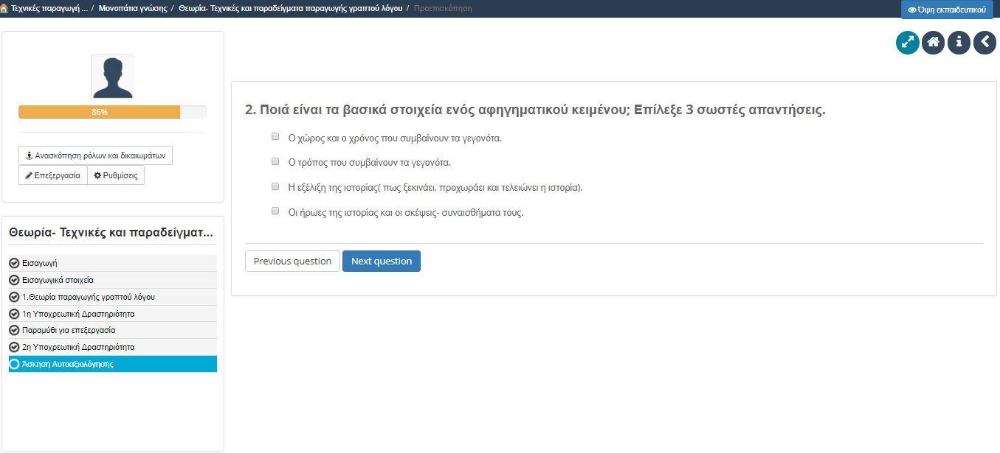 Τεχνικές παραγωγή ... / Μονοπάτια γνώσης / Θεωρία- Τεχνικές και παραδείγματα παραγωγής γραπτού λόγου / Προεπισκόπηση
Όψη εκπαιδευτικού
86%
Ανασκόπηση ρόλων και δικαιωμάτων
Επεξεργασία
Ρυθμίσεις
Θεωρία- Τεχνικές και παραδείγματ...
Εισαγωγή
Εισαγωγικά στοιχεία
1.Θεωρία παραγωγής γραπτού λόγου
1η Υποχρεωτική Δραστηριότητα
Παραμύθι για επεξεργασία
2η Υποχρεωτική Δραστηριότητα
Άσκηση Αυτοαξιολόγησης
2. Ποιά είναι τα βασικά στοιχεία ενός αφηγηματικού κειμένου; Επίλεξε 3 σωστές απαντήσεις.
Ο χώρος και ο χρόνος που συμβαίνουν τα γεγονότα.
Ο τρόπος που συμβαίνουν τα γεγονότα.
Η εξέλιξη της ιστορίας( πως ξεκινάει, προχωράει και τελειώνει η ιστορία).
Οι ήρωες της ιστορίας και οι σκέψεις- συναισθήματα τους.
Previous question
Next question